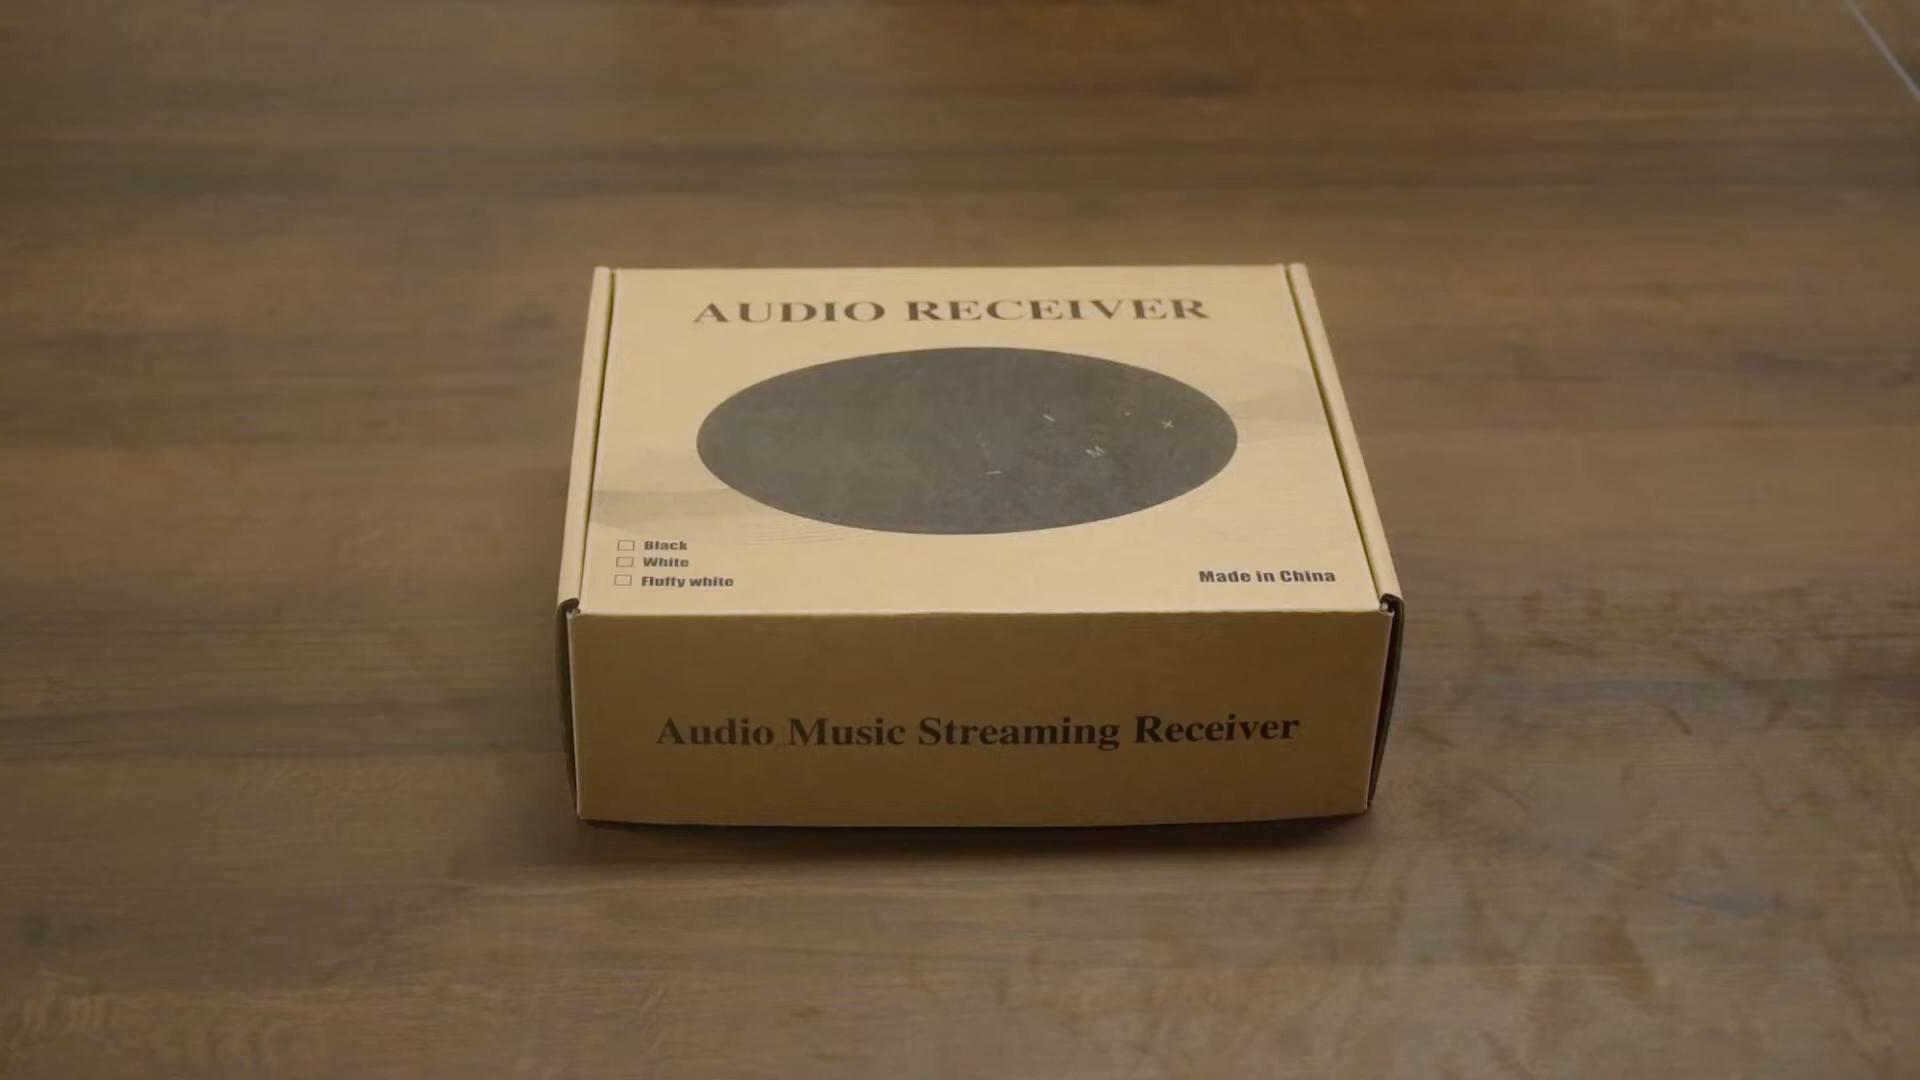 AUDIO RECEIVER
M
Black
White
Fluffy white
Made in China
Audio Music Streaming Receiver